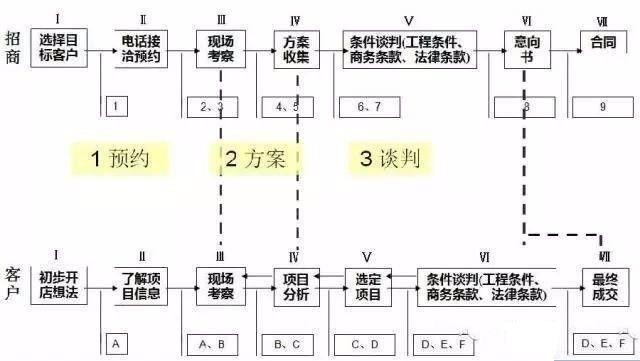 I II III IV V VI VII
招商
选择目
标客户
电话接
洽预约
现场
考察
方案
收集
条件谈判(工程条件、
商务条款、法律条款)
意向
书
合同
1
2、3
4、5
6、7
8
9
1 预约
2 方案
3 谈判
I II III IV V VI VII
客户
初步开
店想法
了解项
目信息
现场
考察
项目
分析
选定
项目
条件谈判(工程条件、
商务条款、法律条款)
最终
成交
A
A、B
B、C
C、D
D、E、F
D、E、F